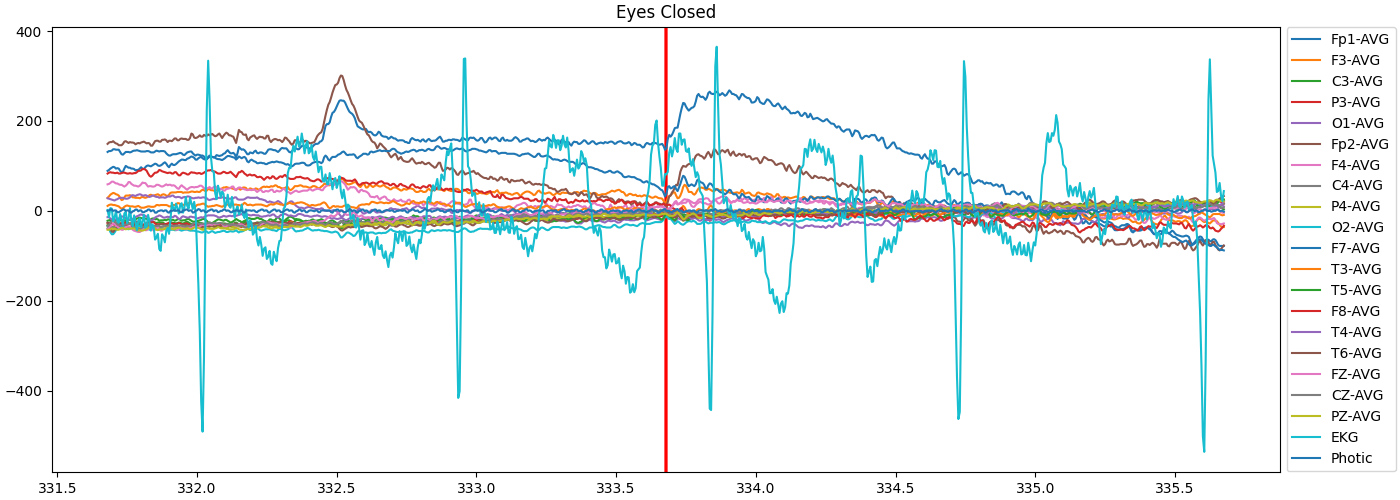 Eyes Closed
400
200
0
−200
−400
331.5 332.0 332.5 333.0 333.5 334.0 334.5 335.0 335.5
Fp1-AVG
F3-AVG
C3-AVG
P3-AVG
O1-AVG
Fp2-AVG
F4-AVG
C4-AVG
P4-AVG
O2-AVG
F7-AVG
T3-AVG
T5-AVG
F8-AVG
T4-AVG
T6-AVG
FZ-AVG
CZ-AVG
PZ-AVG
EKG
Photic